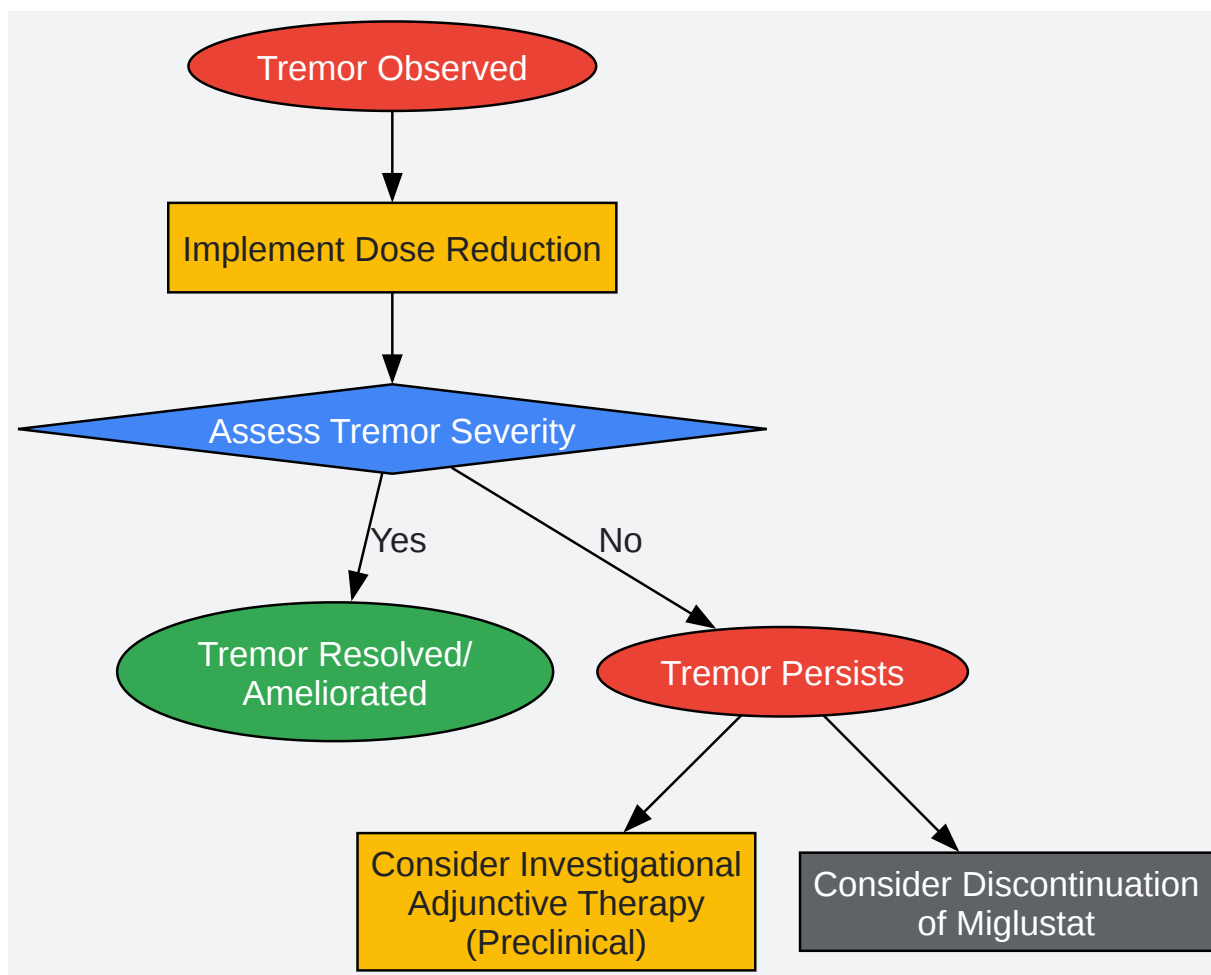 Tremor Observed
Implement Dose Reduction
Assess Tremor Severity
Yes
No
Tremor Resolved/
Ameliorated
Tremor Persists
Consider Investigational
Adjunctive Therapy
(Preclinical)
Consider Discontinuation
of Miglustat